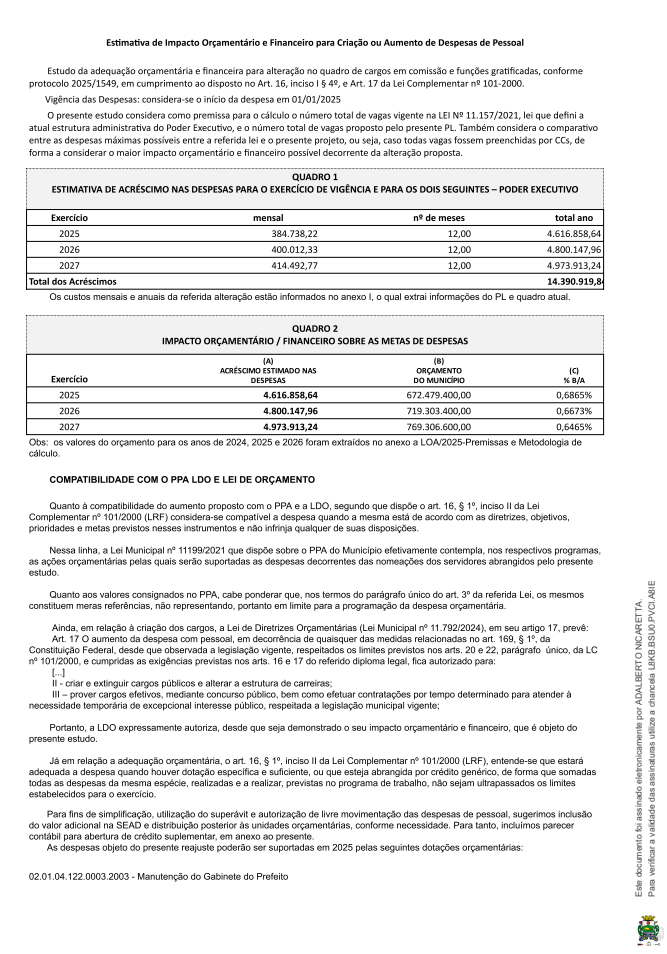 Estimativa de Impacto Orçamentário e Financeiro para Criação ou Aumento de Despesas de Pessoal
Estudo da adequação orçamentária e financeira para alteração no quadro de cargos em comissão e funções gratificadas, conforme
protocolo 2025/1549, em cumprimento ao disposto no Art. 16, inciso I § 4º, e Art. 17 da Lei Complementar nº 101-2000.
Vigência das Despesas: considera-se o início da despesa em 01/01/2025
O presente estudo considera como premissa para o cálculo o número total de vagas vigente na LEI Nº 11.157/2021, lei que defini a
atual estrutura administrativa do Poder Executivo, e o número total de vagas proposto pelo presente PL. Também considera o comparativo
entre as despesas máximas possíveis entre a referida lei e o presente projeto, ou seja, caso todas vagas fossem preenchidas por CCs, de
forma a considerar o maior impacto orçamentário e financeiro possível decorrente da alteração proposta.
QUADRO 1
ESTIMATIVA DE ACRÉSCIMO NAS DESPESAS PARA O EXERCÍCIO DE VIGÊNCIA E PARA OS DOIS SEGUINTES – PODER EXECUTIVO
Exercício mensal nº de meses total ano
2025 384.738,22 12,00 4.616.858,64
2026 400.012,33 12,00 4.800.147,96
2027 414.492,77 12,00 4.973.913,24
Total dos Acréscimos 14.390.919,8
Os custos mensais e anuais da referida alteração estão informados no anexo I, o qual extrai informações do PL e quadro atual.
QUADRO 2
IMPACTO ORÇAMENTÁRIO / FINANCEIRO SOBRE AS METAS DE DESPESAS
(A) (B)
ACRÉSCIMO ESTIMADO NAS ORÇAMENTO (C)
Exercício DESPESAS DO MUNICÍPIO % B/A
2025 4.616.858,64 672.479.400,00 0,6865%
2026 4.800.147,96 719.303.400,00 0,6673%
2027 4.973.913,24 769.306.600,00 0,6465%
Obs: os valores do orçamento para os anos de 2024, 2025 e 2026 foram extraídos no anexo a LOA/2025-Premissas e Metodologia de
cálculo.
COMPATIBILIDADE COM O PPA LDO E LEI DE ORÇAMENTO
Quanto à compatibilidade do aumento proposto com o PPA e a LDO, segundo que dispõe o art. 16, § 1º, inciso II da Lei
Complementar nº 101/2000 (LRF) considera-se compatível a despesa quando a mesma está de acordo com as diretrizes, objetivos,
prioridades e metas previstos nesses instrumentos e não infrinja qualquer de suas disposições.
Nessa linha, a Lei Municipal nº 11199/2021 que dispõe sobre o PPA do Município efetivamente contempla, nos respectivos programas,
as ações orçamentárias pelas quais serão suportadas as despesas decorrentes das nomeações dos servidores abrangidos pelo presente
estudo.
Quanto aos valores consignados no PPA, cabe ponderar que, nos termos do parágrafo único do art. 3º da referida Lei, os mesmos
constituem meras referências, não representando, portanto em limite para a programação da despesa orçamentária.
Ainda, em relação à criação dos cargos, a Lei de Diretrizes Orçamentárias (Lei Municipal nº 11.792/2024), em seu artigo 17, prevê:
Art. 17 O aumento da despesa com pessoal, em decorrência de quaisquer das medidas relacionadas no art. 169, § 1º, da
Constituição Federal, desde que observada a legislação vigente, respeitados os limites previstos nos arts. 20 e 22, parágrafo único, da LC
nº 101/2000, e cumpridas as exigências previstas nos arts. 16 e 17 do referido diploma legal, fica autorizado para:
[...]
II - criar e extinguir cargos públicos e alterar a estrutura de carreiras;
III – prover cargos efetivos, mediante concurso público, bem como efetuar contratações por tempo determinado para atender à
necessidade temporária de excepcional interesse público, respeitada a legislação municipal vigente;
Portanto, a LDO expressamente autoriza, desde que seja demonstrado o seu impacto orçamentário e financeiro, que é objeto do
presente estudo.
Já em relação a adequação orçamentária, o art. 16, § 1º, inciso II da Lei Complementar nº 101/2000 (LRF), entende-se que estará
adequada a despesa quando houver dotação específica e suficiente, ou que esteja abrangida por crédito genérico, de forma que somadas
todas as despesas da mesma espécie, realizadas e a realizar, previstas no programa de trabalho, não sejam ultrapassados os limites
estabelecidos para o exercício.
Para fins de simplificação, utilização do superávit e autorização de livre movimentação das despesas de pessoal, sugerimos inclusão
do valor adicional na SEAD e distribuição posterior às unidades orçamentárias, conforme necessidade. Para tanto, incluímos parecer
contábil para abertura de crédito suplementar, em anexo ao presente.
As despesas objeto do presente reajuste poderão ser suportadas em 2025 pelas seguintes dotações orçamentárias:
02.01.04.122.0003.2003 - Manutenção do Gabinete do Prefeito
Este documento foi assinado eletronicamente por ADALBERTO NICARETTA.
Para verificar a validade das assinaturas utilize a chancela L8KB.BSU0.PVCI.A8IE